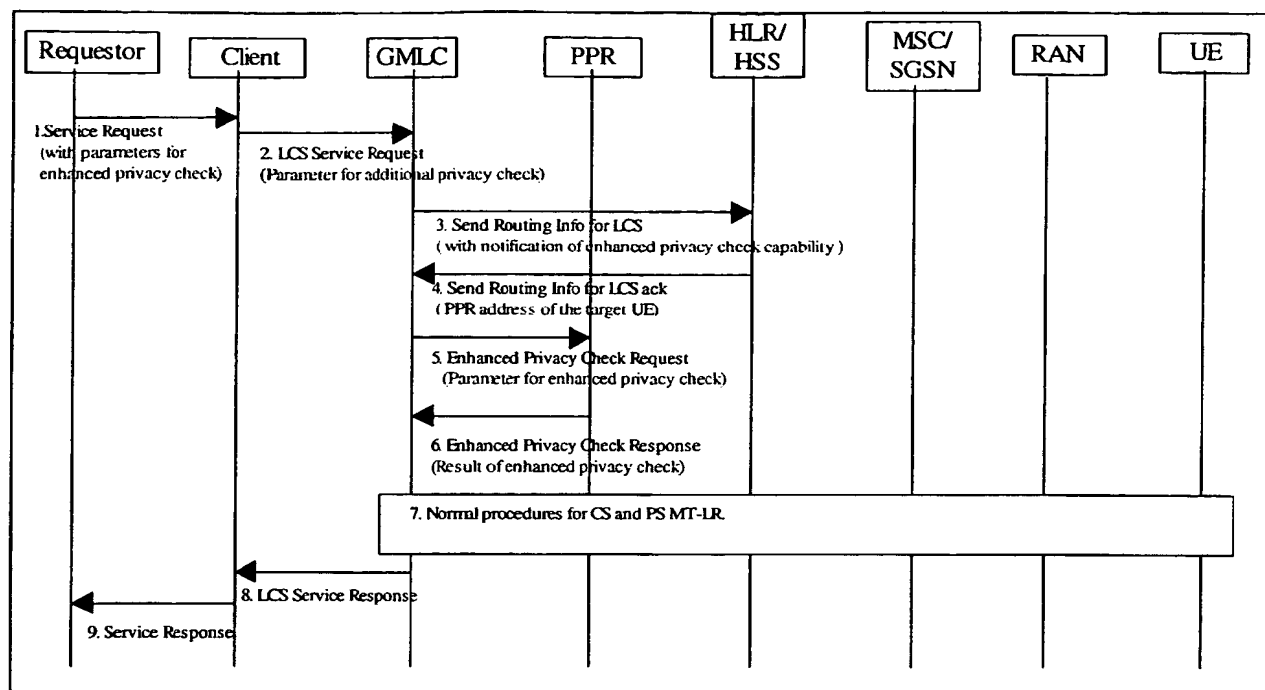 Requestor
Client
GMLC
PPR
HLR/
HSS
MSC/
SGSN
RAN
UE
1.Service Request
(with parameters for
enhanced privacy check)
2. LCS Service Request
(Parameter for additional privacy check)
3. Send Routing Info for LCS
( with notification of enhanced privacy check capability )
4. Send Routing Info for LCS ack
( PPR address of the target UE)
5. Enhanced Privacy Check Request
(Parameter for enhanced privacy check)
6. Enhanced Privacy Check Response
(Result of enhanced privacy check)
7. Normal procedures for CS and PS MT-LR.
8. LCS Service Response
9. Service Response